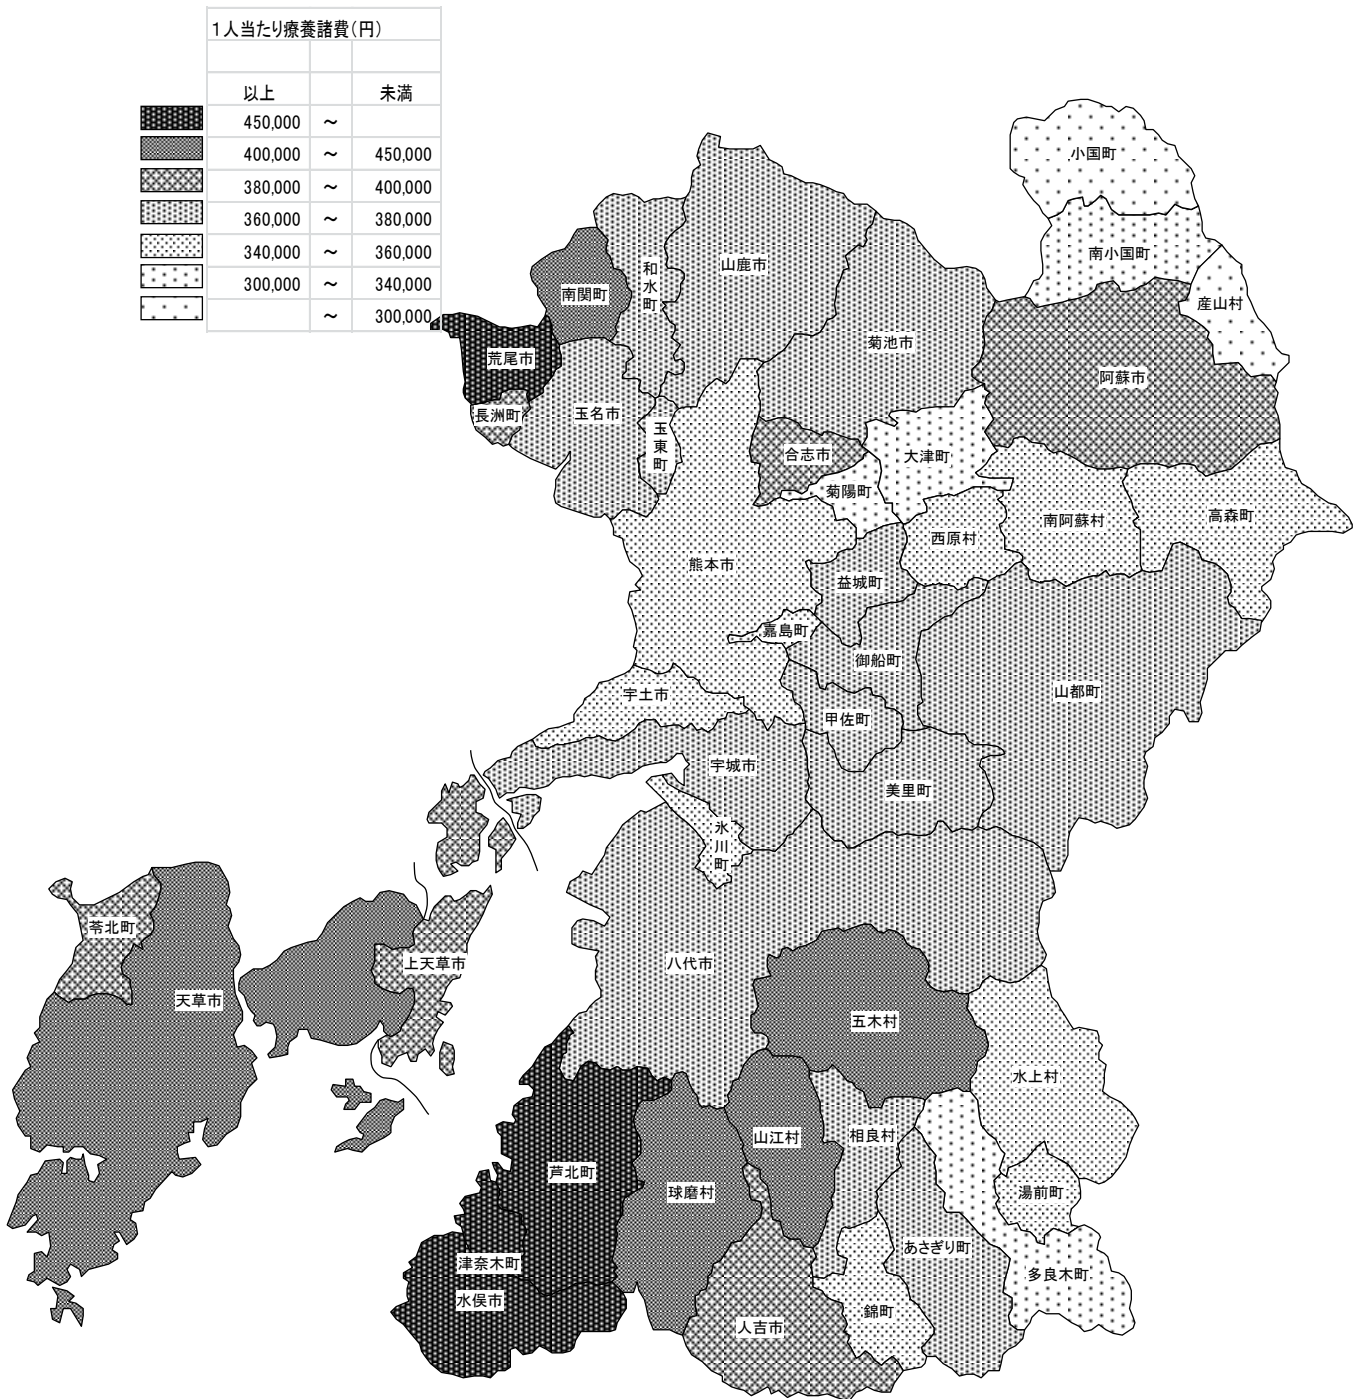 1人当たり療養諸費(円)
以上 未満
450,000 ～
400,000 ～ 450,000
380,000 ～ 400,000
360,000 ～ 380,000
340,000 ～ 360,000
300,000 ～ 340,000
～ 300,000
小国町
南小国町
産山村
山鹿市
和水町
南関町
菊池市
荒尾市
阿蘇市
長洲町
玉名市
玉東町
合志市
大津町
菊陽町
高森町
南阿蘇村
西原村
熊本市
益城町
嘉島町
御船町
宇土市
山都町
甲佐町
宇城市
美里町
氷川町
苓北町
上天草市
八代市
天草市
五木村
水上村
山江村
相良村
芦北町
球磨村
湯前町
あさぎり町
津奈木町
多良木町
水俣市
錦町
人吉市